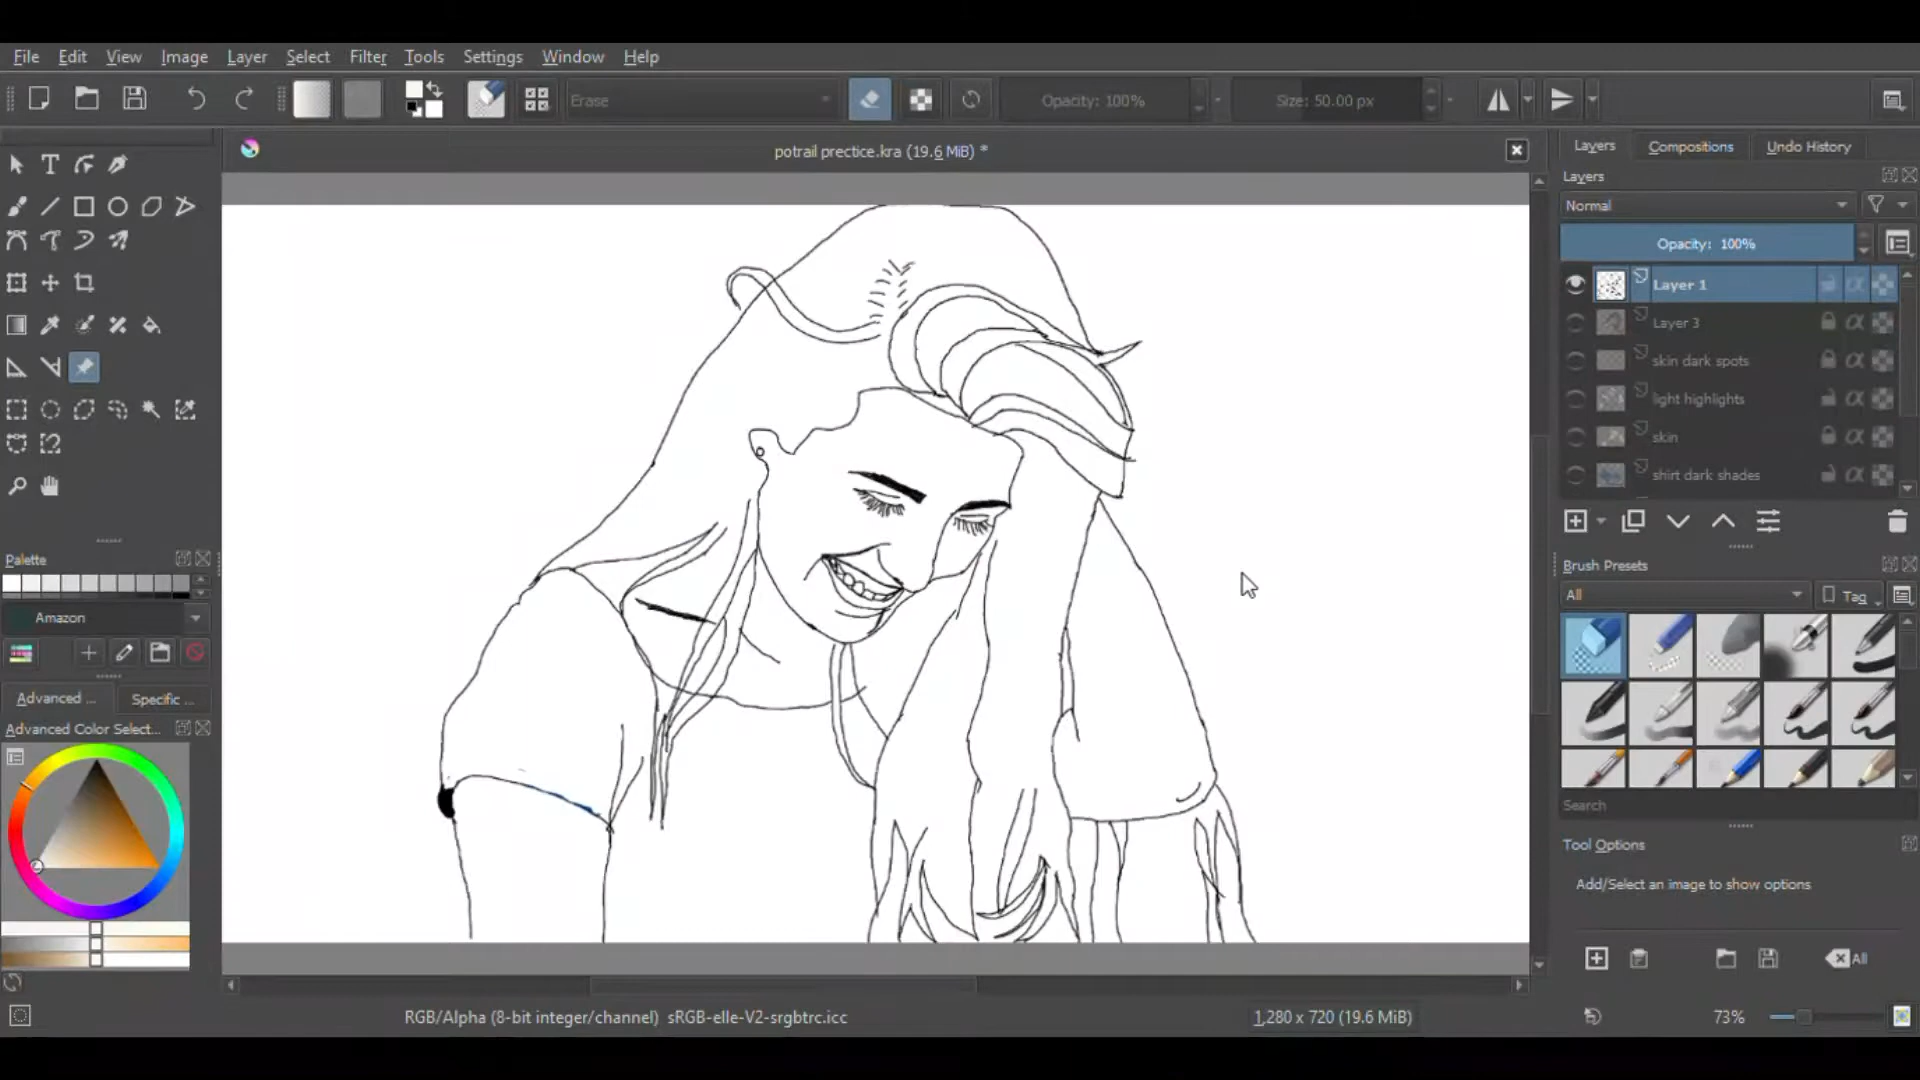 File Edit View Image Layer Select Filter Tools Settings Window Help
Erase
Opacity: 100%
Size: 50.00 px
potrail prectice.kra (19.6 MiB) *
Layers Compositions Undo History
Layers
Normal
Opacity: 100%
Layer 1
Layer 3
skin dark spots
light highlights
skin
shirt dark shades
Palette
Amazon
Advanced ... Specific ...
Advanced Color Select...
Brush Presets
All
Tag
Search
Tool Options
Add/Select an image to show options
All
RGB/Alpha (8-bit integer/channel) sRGB-elle-V2-srgbtrc.icc
1,280 x 720 (19.6 MiB)
73%